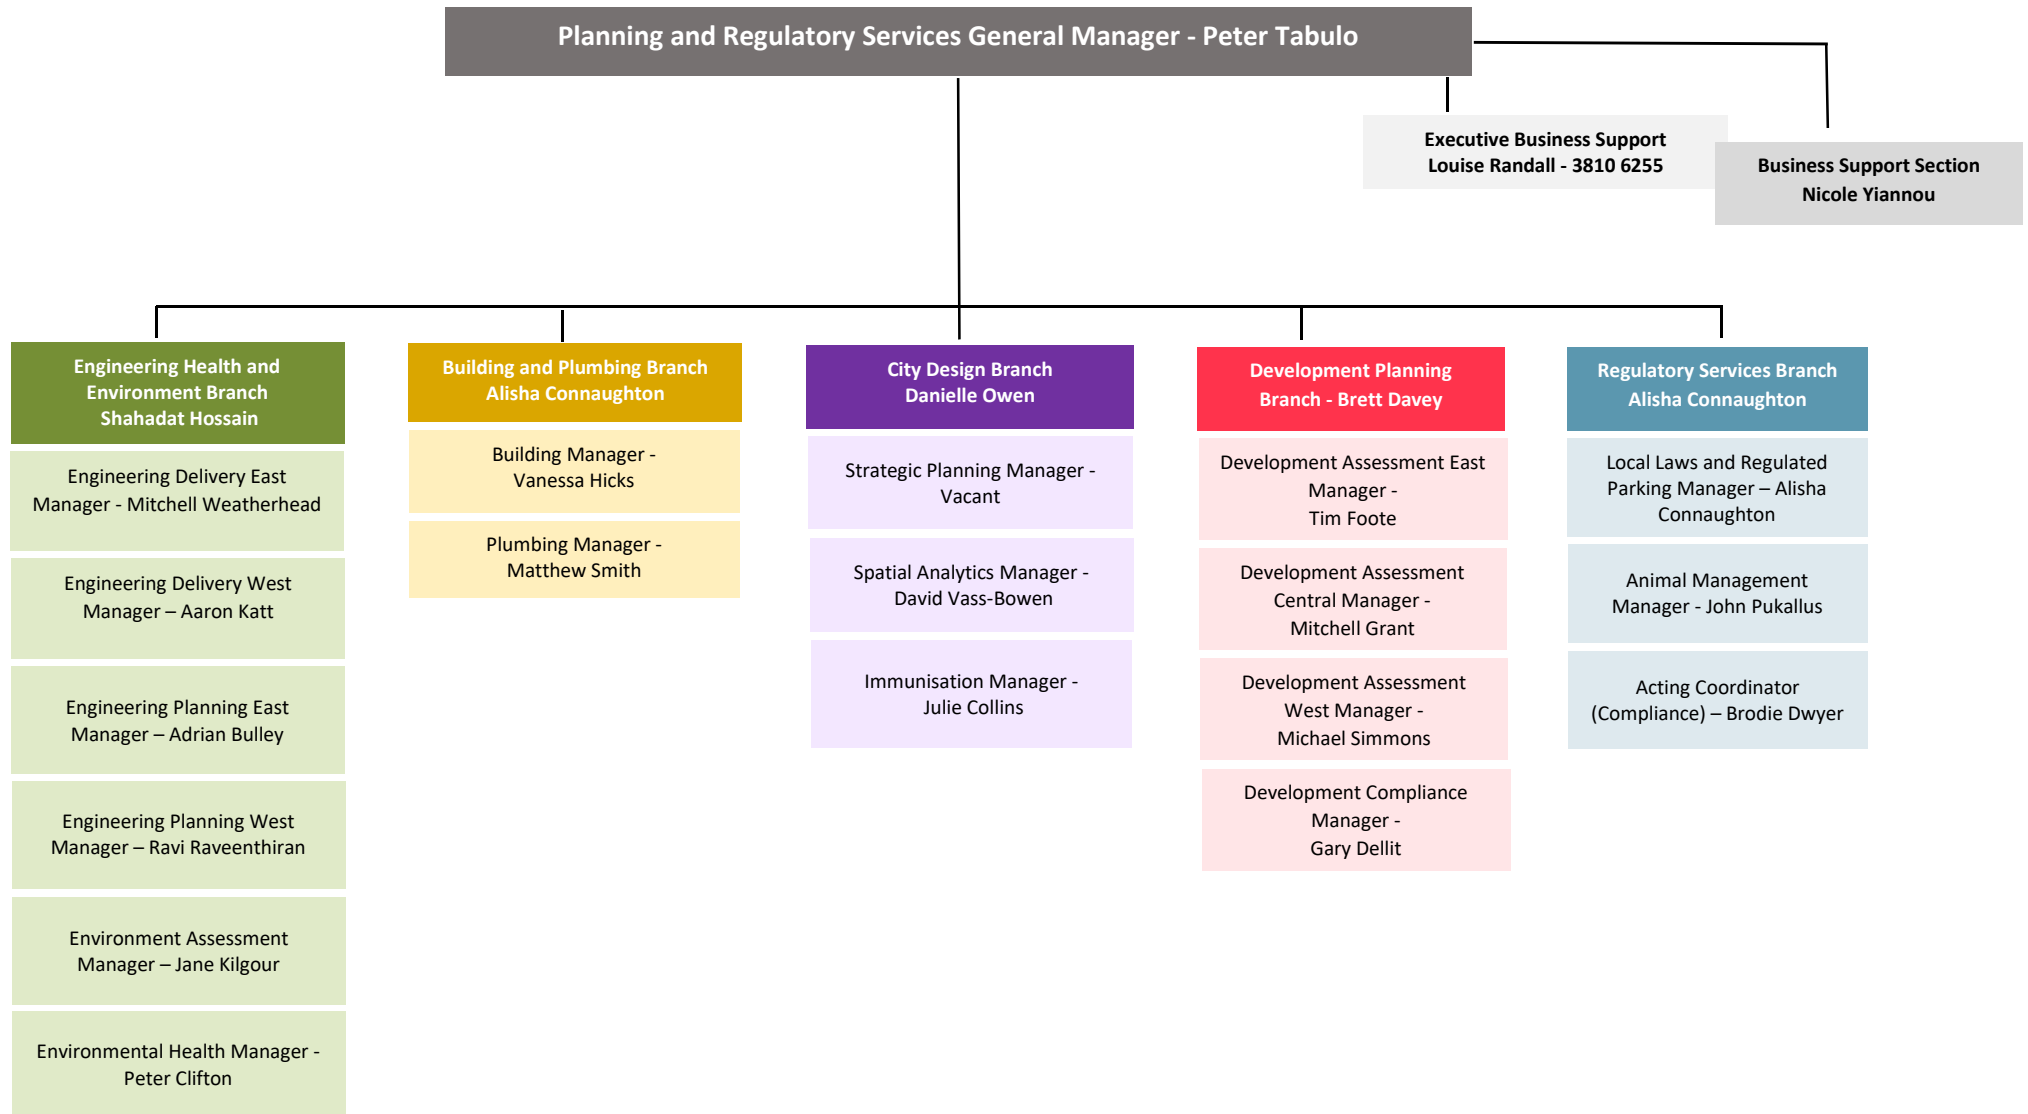 Planning and Regulatory Services General Manager - Peter Tabulo
Executive Business Support
Louise Randall - 3810 6255
Business Support Section
Nicole Yiannou
Engineering Health and
Environment Branch
Shahadat Hossain
Engineering Delivery East
Manager - Mitchell Weatherhead
Engineering Delivery West
Manager – Aaron Katt
Engineering Planning East
Manager – Adrian Bulley
Engineering Planning West
Manager – Ravi Raveenthiran
Environment Assessment
Manager – Jane Kilgour
Environmental Health Manager -
Peter Clifton
Building and Plumbing Branch
Alisha Connaughton
Building Manager -
Vanessa Hicks
Plumbing Manager -
Matthew Smith
City Design Branch
Danielle Owen
Strategic Planning Manager -
Vacant
Spatial Analytics Manager -
David Vass-Bowen
Immunisation Manager -
Julie Collins
Development Planning
Branch - Brett Davey
Development Assessment East
Manager -
Tim Foote
Development Assessment
Central Manager -
Mitchell Grant
Development Assessment
West Manager -
Michael Simmons
Development Compliance
Manager -
Gary Dellit
Regulatory Services Branch
Alisha Connaughton
Local Laws and Regulated
Parking Manager – Alisha
Connaughton
Animal Management
Manager - John Pukallus
Acting Coordinator
(Compliance) – Brodie Dwyer